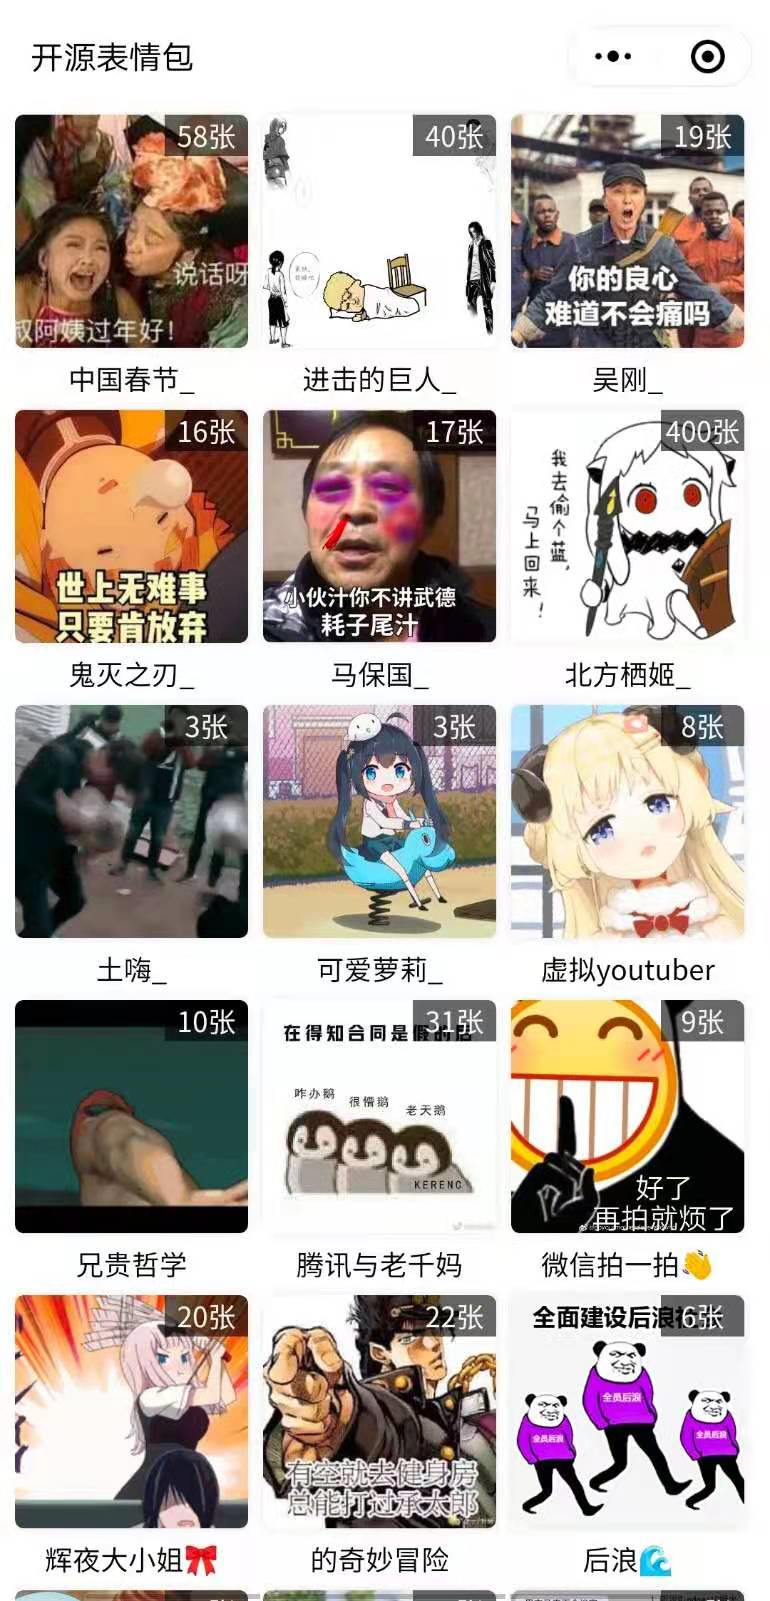 开源表情包
58张
说话呀
叔阿姨过年好!
中国春节_
40张
进击的巨人_
19张
你的良心
难道不会痛吗
吴刚_
16张
世上无难事
只要肯放弃
鬼灭之刃_
17张
小伙汁你不讲武德
耗子尾汁
马保国_
400张
我去偷个蓝,
马上回来!
北方栖姬_
3张
土嗨_
3张
可爱萝莉_
8张
虚拟youtuber
10张
兄贵哲学
31张
在得知合同是假的后
咋办鹅
很懵鹅
老天鹅
KERENC
腾讯与老千妈
9张
好了
再拍就烦了
微信拍一拍👋
20张
辉夜大小姐🎀
22张
有空就去健身房
总能打过承太郎
的奇妙冒险
6张
全面建设后浪
全员后浪
全员后浪
全员后浪
后浪🌊